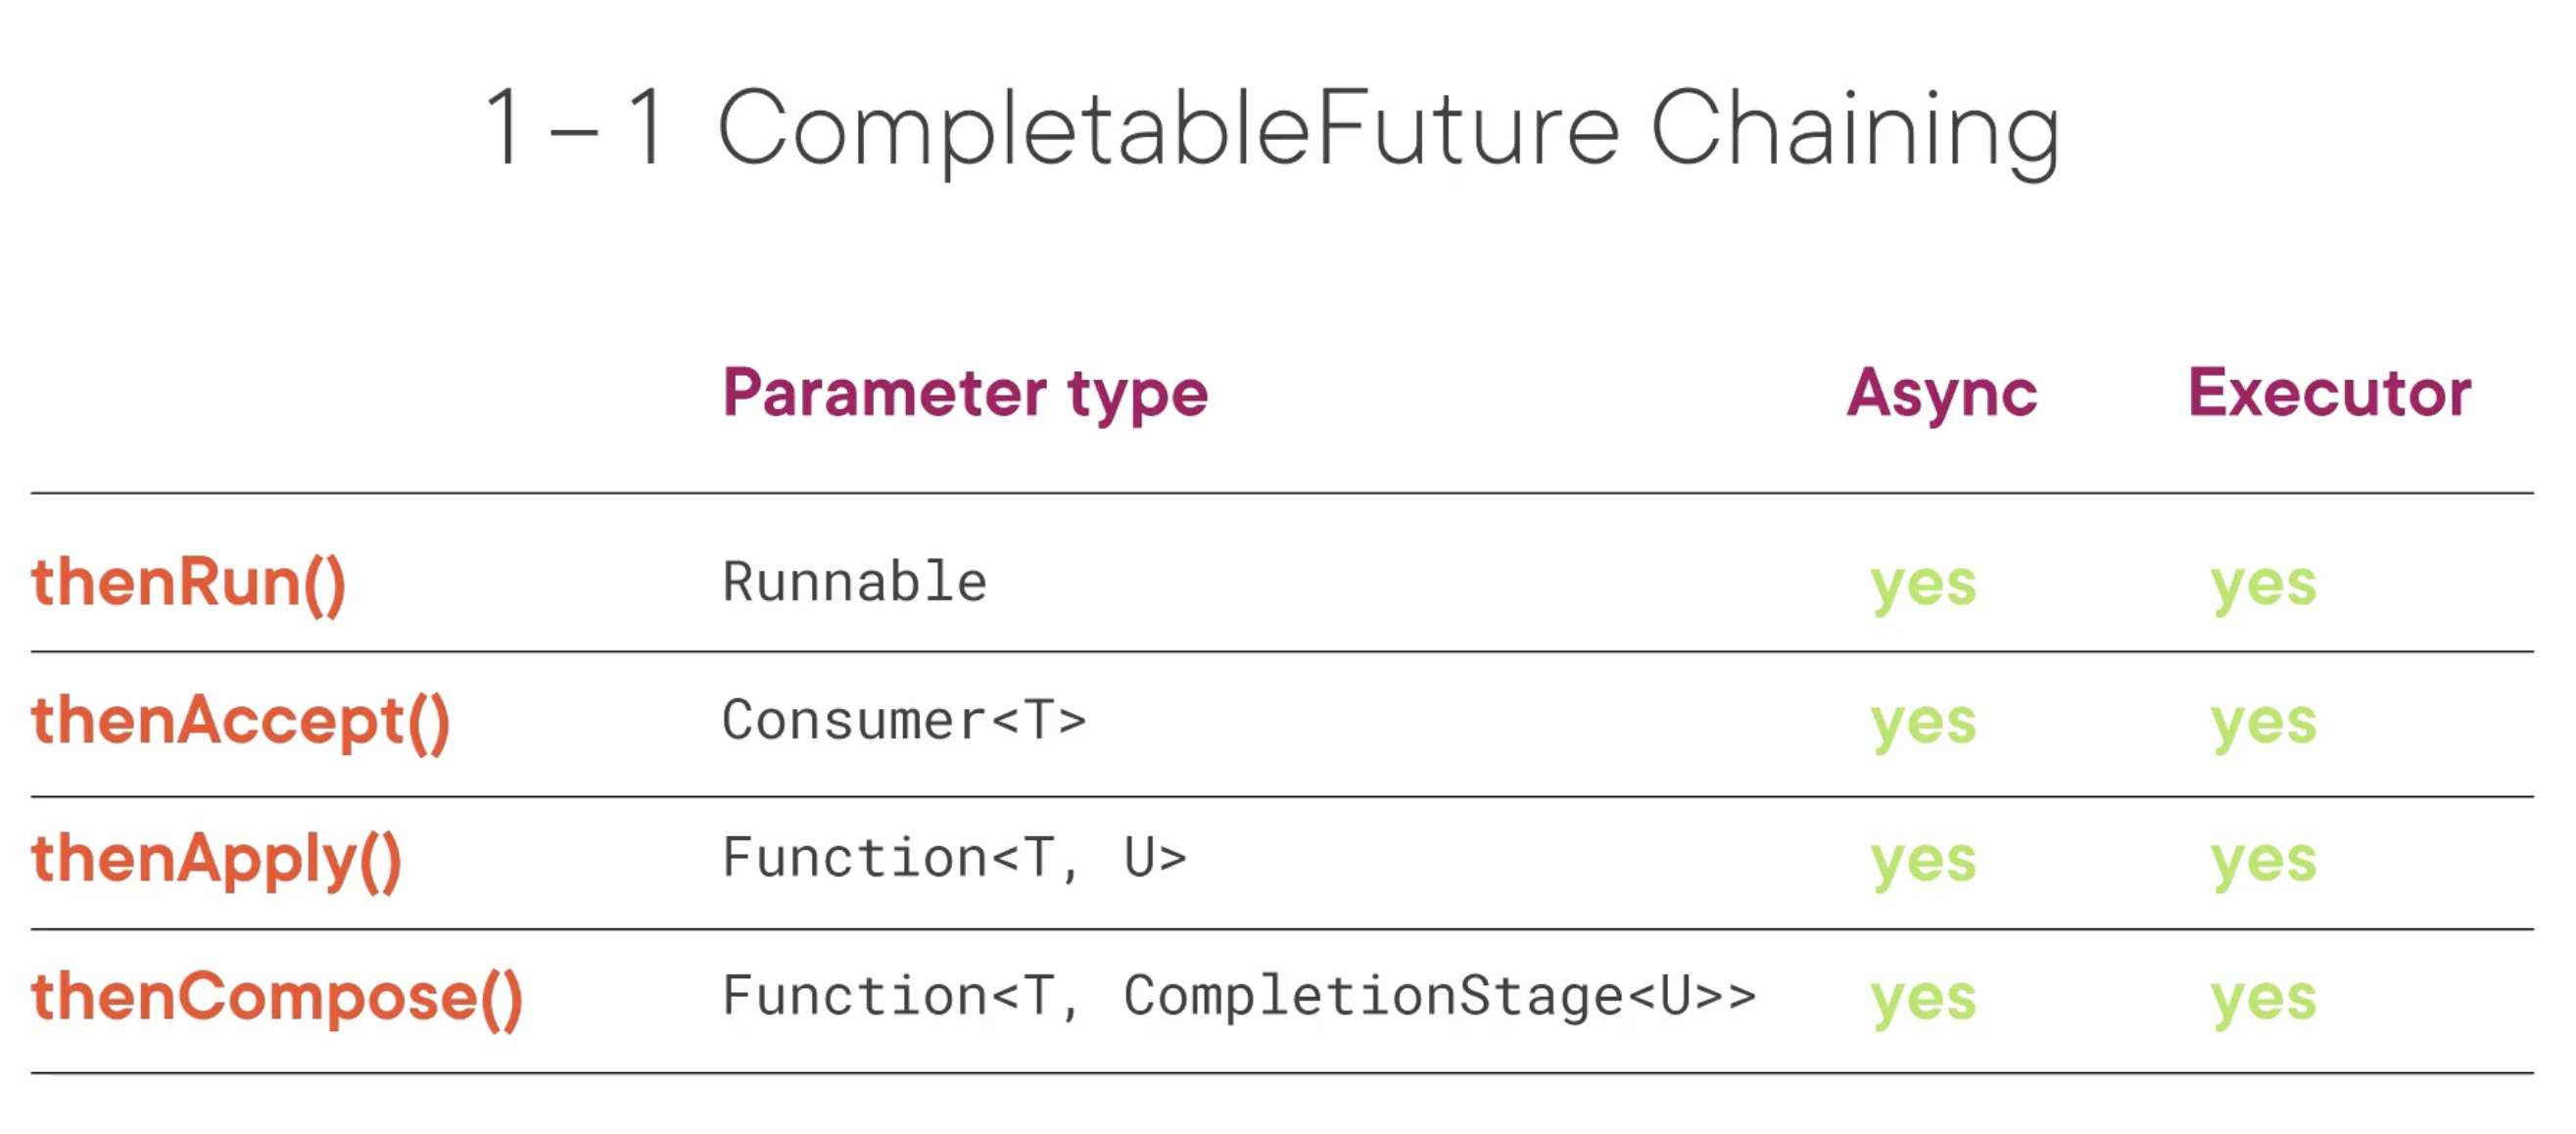 1 – 1 CompletableFuture Chaining
Parameter type Async Executor
thenRun() Runnable yes yes
thenAccept() Consumer<T> yes yes
thenApply() Function<T, U> yes yes
thenCompose() Function<T, CompletionStage<U>> yes yes